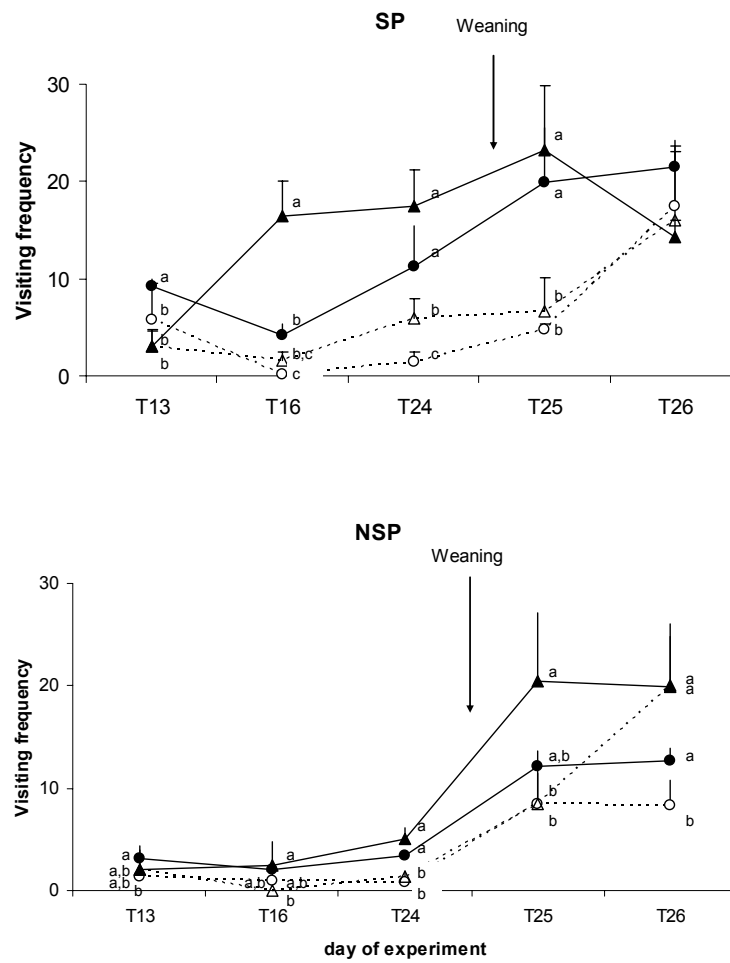 SP
Weaning
30
20
10
0
Visiting frequency
a
b
b
b
a
b
b,c
c
a
a
b
c
a
a
b
b
T13
T16
T24
T25
T26
NSP
Weaning
30
20
10
0
Visiting frequency
a
a,b
a,b
b
a
a,b
a,b
b
a
a
b
b
a
a,b
b
b
a
a
a
b
T13
T16
T24
T25
T26
day of experiment